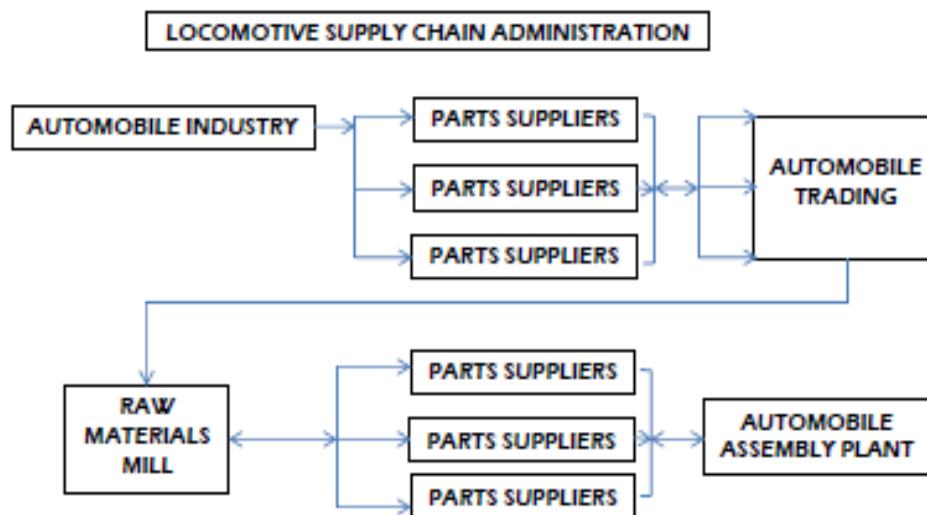 LOCOMOTIVE SUPPLY CHAIN ADMINISTRATION
AUTOMOBILE INDUSTRY
PARTS SUPPLIERS
PARTS SUPPLIERS
PARTS SUPPLIERS
AUTOMOBILE
TRADING
RAW
MATERIALS
MILL
PARTS SUPPLIERS
PARTS SUPPLIERS
PARTS SUPPLIERS
AUTOMOBILE
ASSEMBLY PLANT